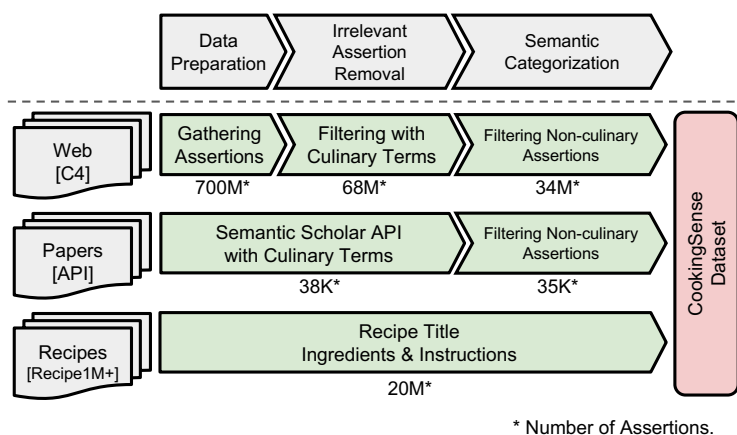 Data
Preparation
Irrelevant
Assertion
Removal
Semantic
Categorization
Web
[C4]
Gathering
Assertions
Filtering with
Culinary Terms
Filtering Non-culinary
Assertions
700M*
68M*
34M*
Papers
[API]
Semantic Scholar API
with Culinary Terms
Filtering Non-culinary
Assertions
38K*
35K*
Recipes
[Recipe1M+]
Recipe Title
Ingredients & Instructions
20M*
CookingSense
Dataset
* Number of Assertions.